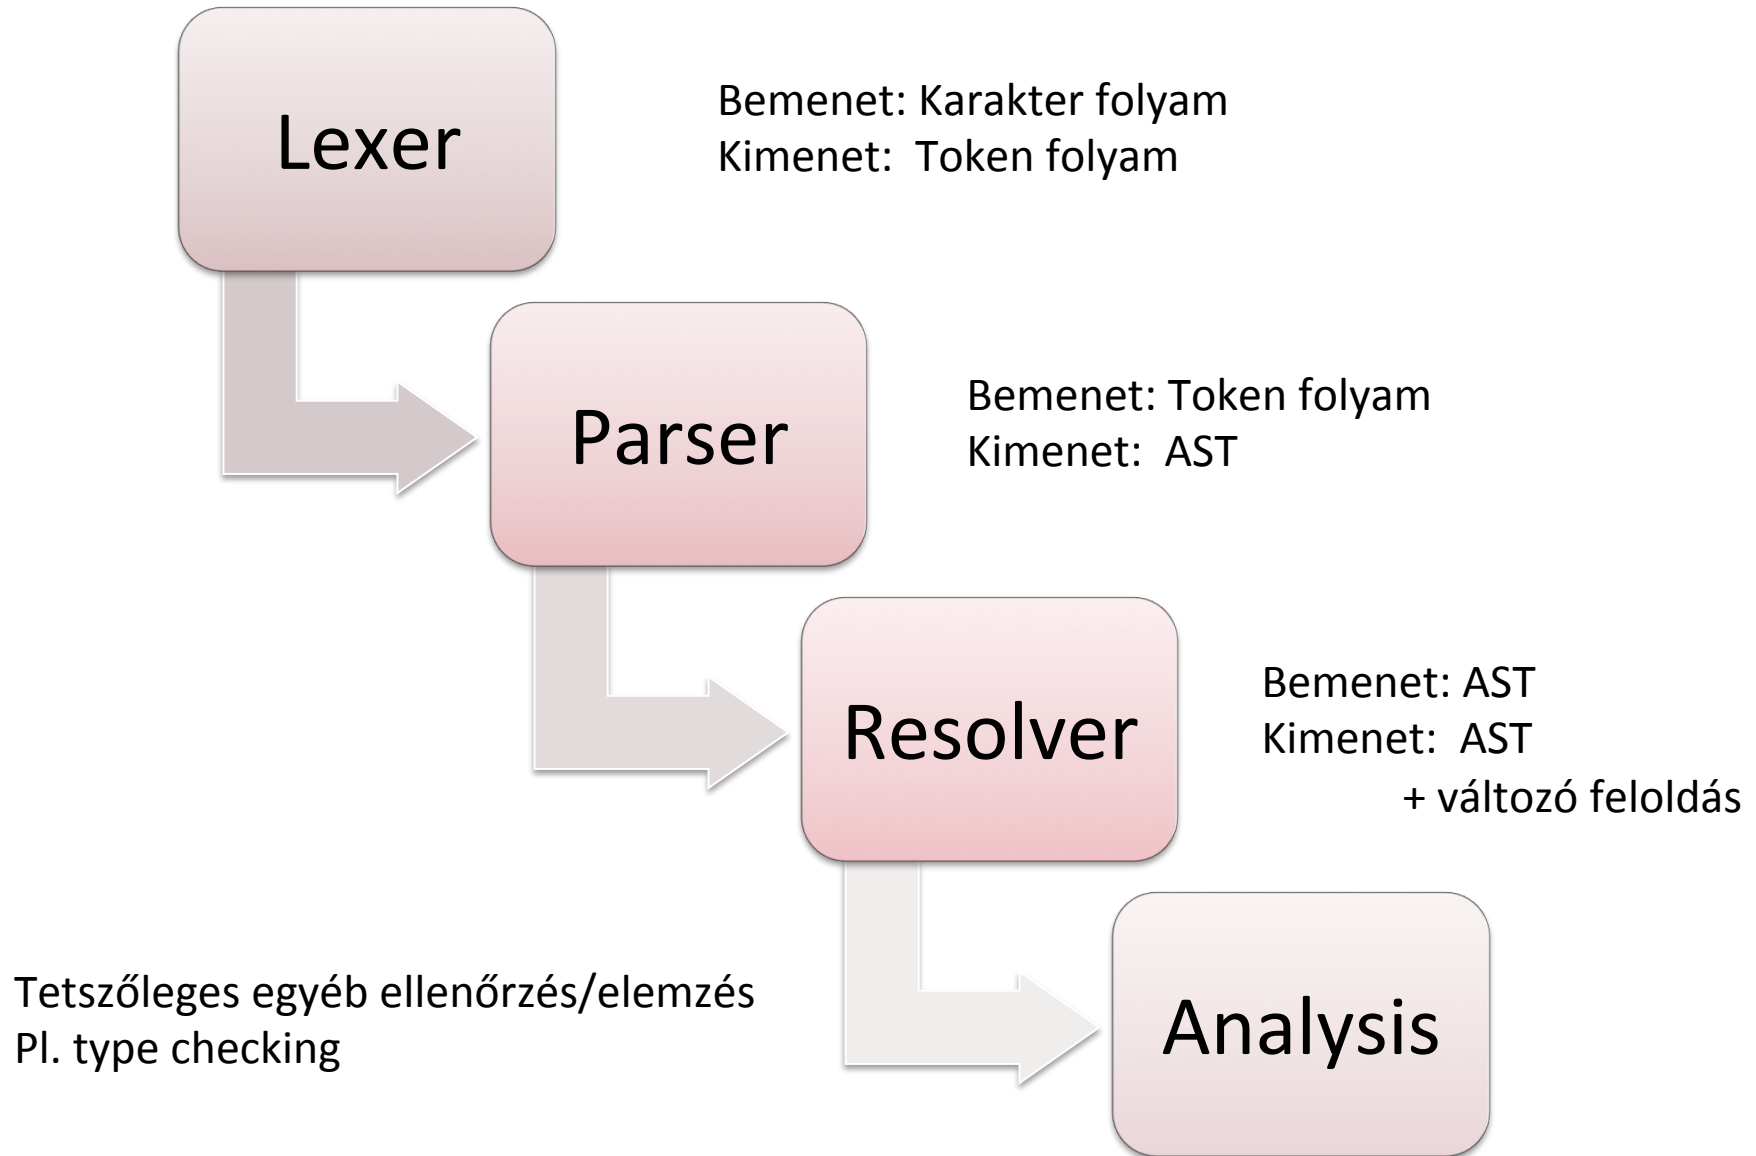 Lexer
Bemenet: Karakter folyam
Kimenet:  Token folyam
Parser
Bemenet: Token folyam
Kimenet:  AST
Resolver
Bemenet: AST
Kimenet:  AST
+ változó feloldás
Tetszőleges egyéb ellenőrzés/elemzés
Pl. type checking
Analysis